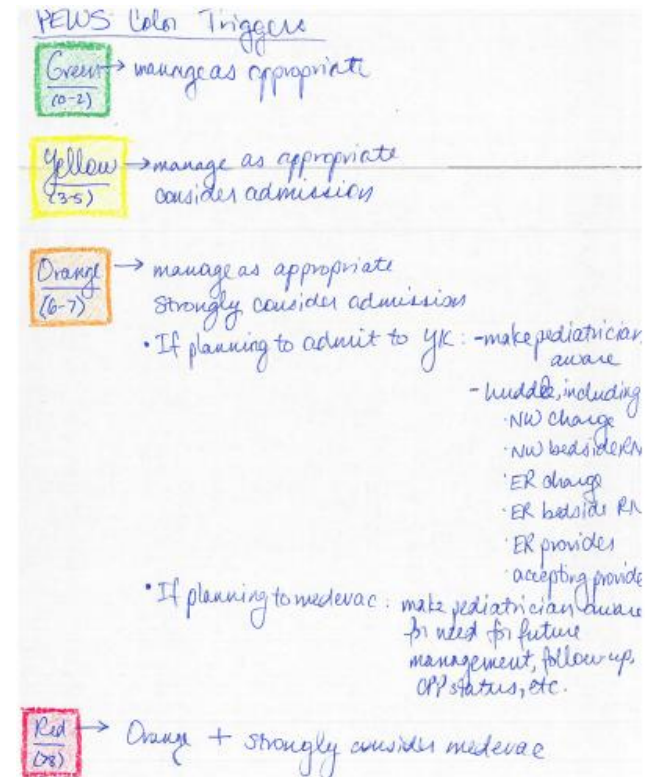 PEWS Color Triggers
Green → manage as appropriate
(0-2)
Yellow → manage as appropriate
(3-5) consider admission
Orange → manage as appropriate
(6-7) Strongly consider admission
• If planning to admit to YK: - make pediatrician
aware
- huddle, including
· NW Charge
· NW bedside RN
· ER charge
· ER bedside RN
· ER provider
· accepting provide
• If planning to medevac: make pediatrician aware
for need for future
management, follow-up,
CPP status, etc.
Red → Orange + strongly consider medevac
(>8)